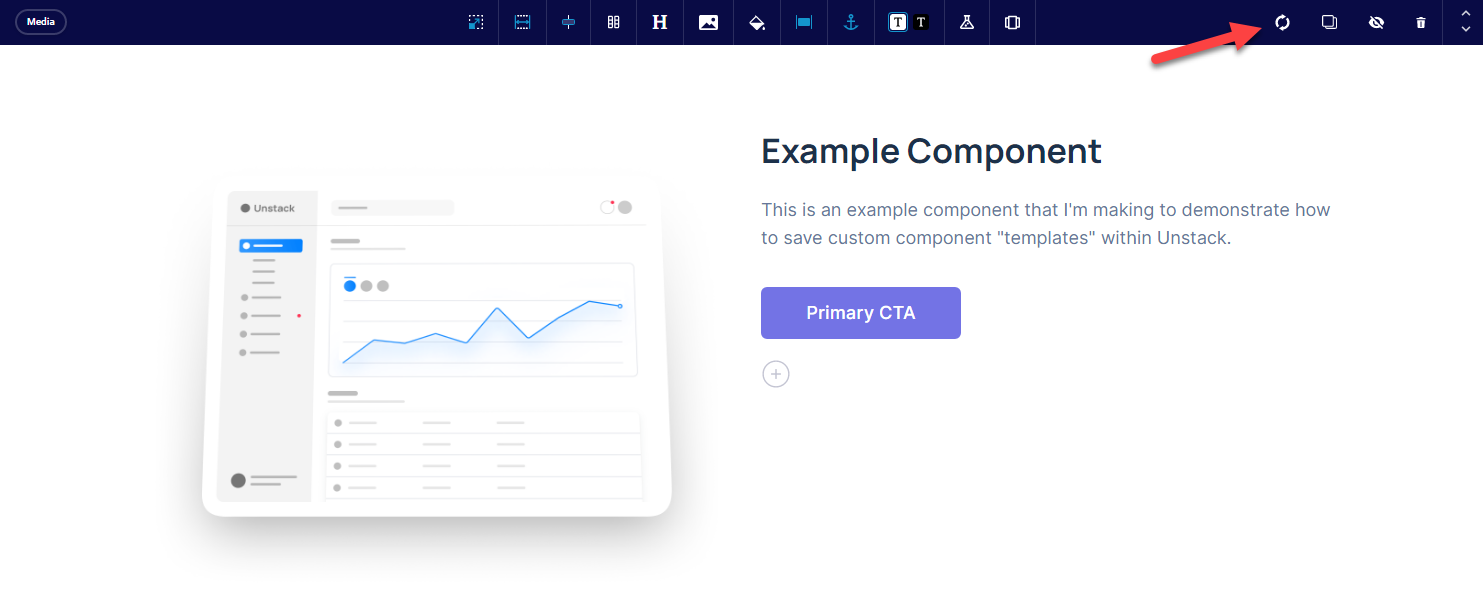 Media
H
T T
Example Component
Unstack
This is an example component that I'm making to demonstrate how
to save custom component "templates" within Unstack.
Primary CTA